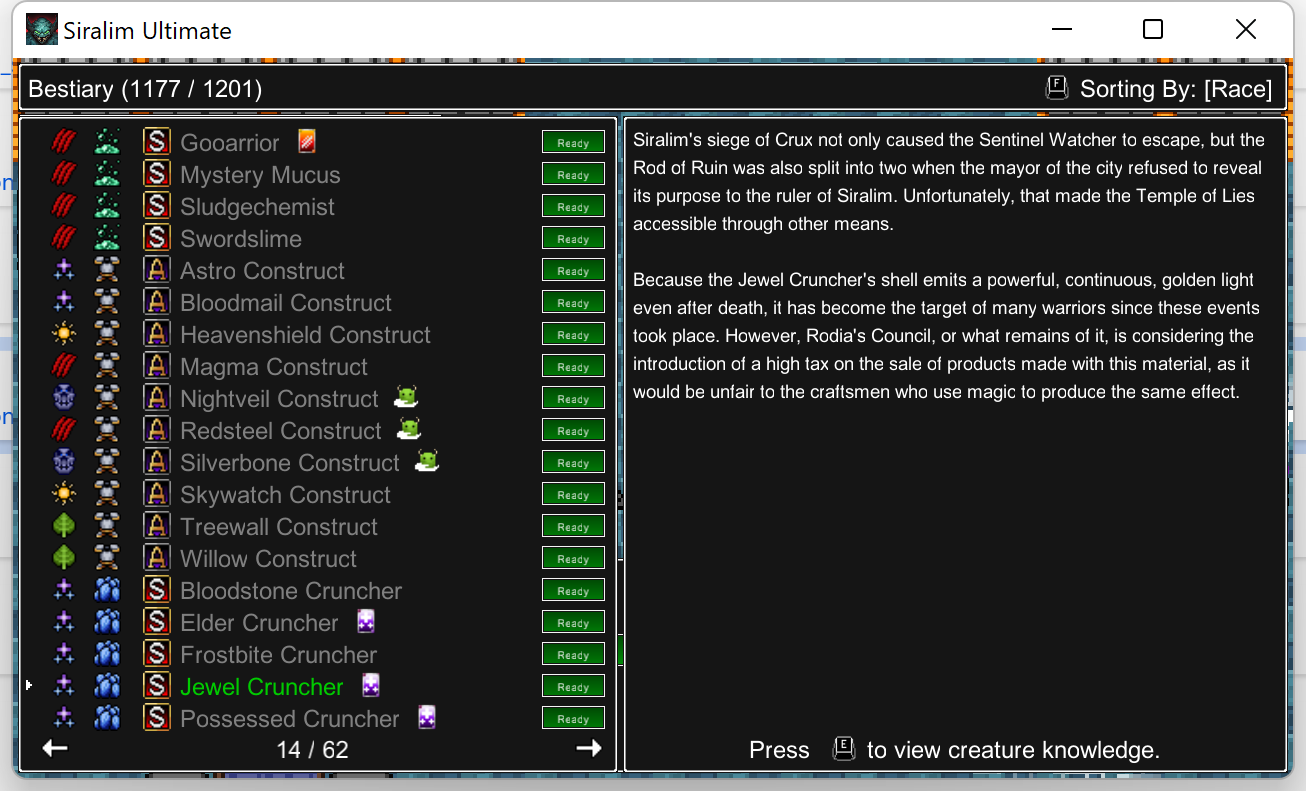 Siralim Ultimate
Bestiary (1177 / 1201)
F Sorting By: [Race]
S Gooarrior Ready
S Mystery Mucus Ready
S Sludgechemist Ready
S Swordslime Ready
A Astro Construct Ready
A Bloodmail Construct Ready
A Heavenshield Construct Ready
A Magma Construct Ready
A Nightveil Construct Ready
A Redsteel Construct Ready
A Silverbone Construct Ready
A Skywatch Construct Ready
A Treewall Construct Ready
A Willow Construct Ready
S Bloodstone Cruncher Ready
S Elder Cruncher Ready
S Frostbite Cruncher Ready
S Jewel Cruncher Ready
S Possessed Cruncher Ready
14 / 62
Siralim's siege of Crux not only caused the Sentinel Watcher to escape, but the
Rod of Ruin was also split into two when the mayor of the city refused to reveal
its purpose to the ruler of Siralim. Unfortunately, that made the Temple of Lies
accessible through other means.
Because the Jewel Cruncher's shell emits a powerful, continuous, golden light
even after death, it has become the target of many warriors since these events
took place. However, Rodia's Council, or what remains of it, is considering the
introduction of a high tax on the sale of products made with this material, as it
would be unfair to the craftsmen who use magic to produce the same effect.
Press E to view creature knowledge.